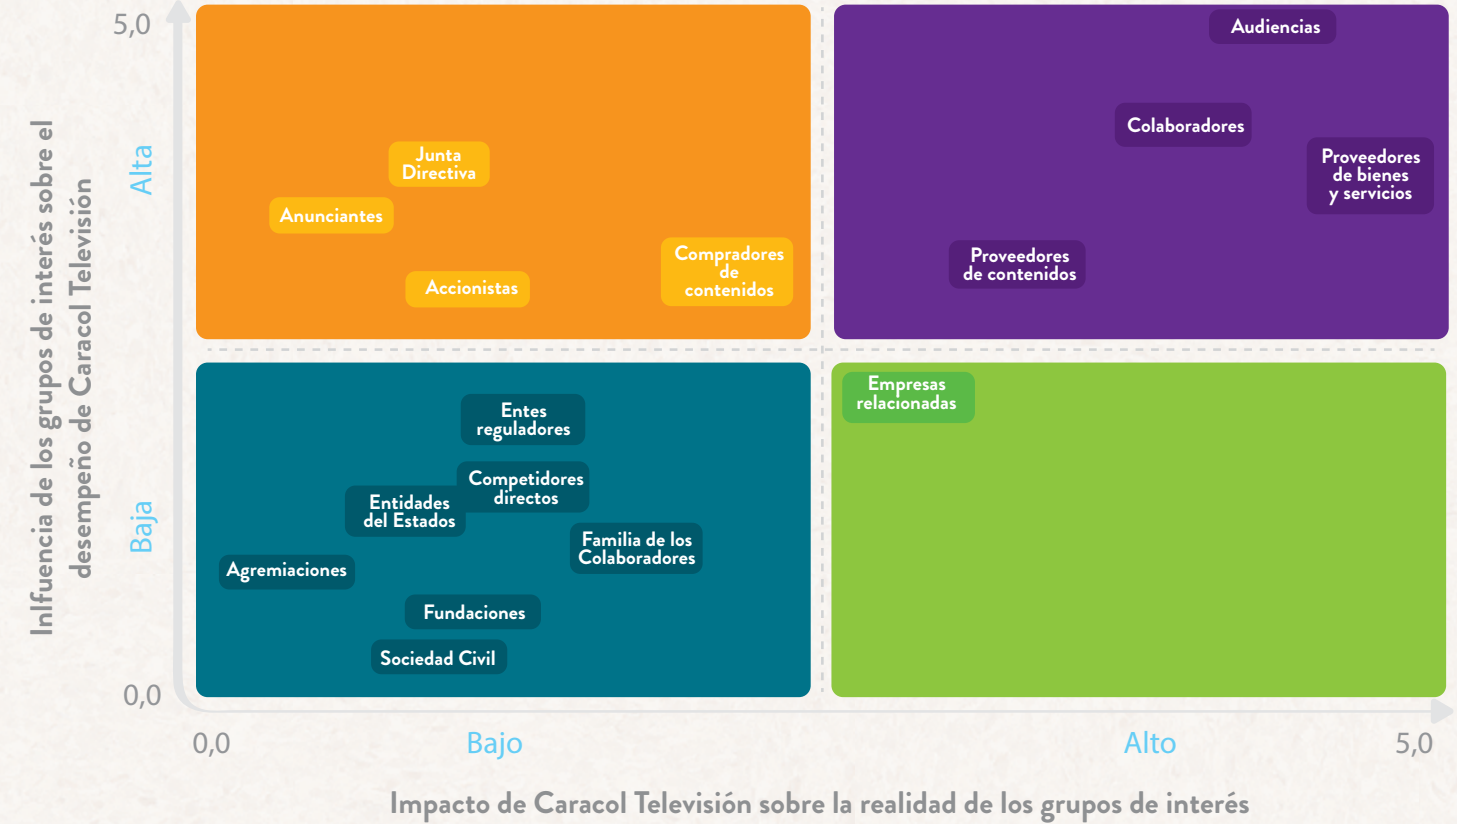 5,0
Audiencias
Colaboradores
Junta
Directiva
Proveedores
de bienes
y servicios
Anunciantes
Compradores
de
contenidos
Proveedores
de contenidos
Accionistas
Empresas
relacionadas
Entes
reguladores
Competidores
directos
Entidades
del Estados
Familia de los
Colaboradores
Agremiaciones
Fundaciones
Sociedad Civil
Inlfuencia de los grupos de interés sobre el
desempeño de Caracol Televisión
Alta
Baja
0,0
0,0
Bajo
Alto
5,0
Impacto de Caracol Televisión sobre la realidad de los grupos de interés